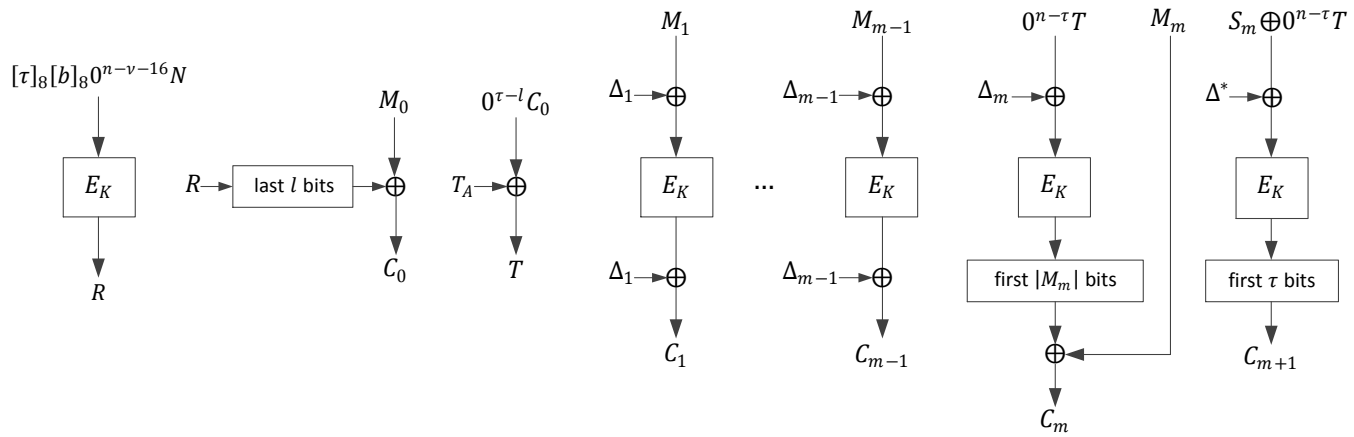 [τ]₈[b]₈0ⁿ⁻ᵛ⁻¹⁶N
E_K
R
R
last l bits
M₀
C₀
0^{τ−l}C₀
T_A
T
M₁
Δ₁
E_K
Δ₁
C₁
...
M_{m−1}
Δ_{m−1}
E_K
Δ_{m−1}
C_{m−1}
0^{n−τ}T
M_m
Δ_m
E_K
first |M_m| bits
C_m
S_m⊕0^{n−τ}T
Δ*
E_K
first τ bits
C_{m+1}